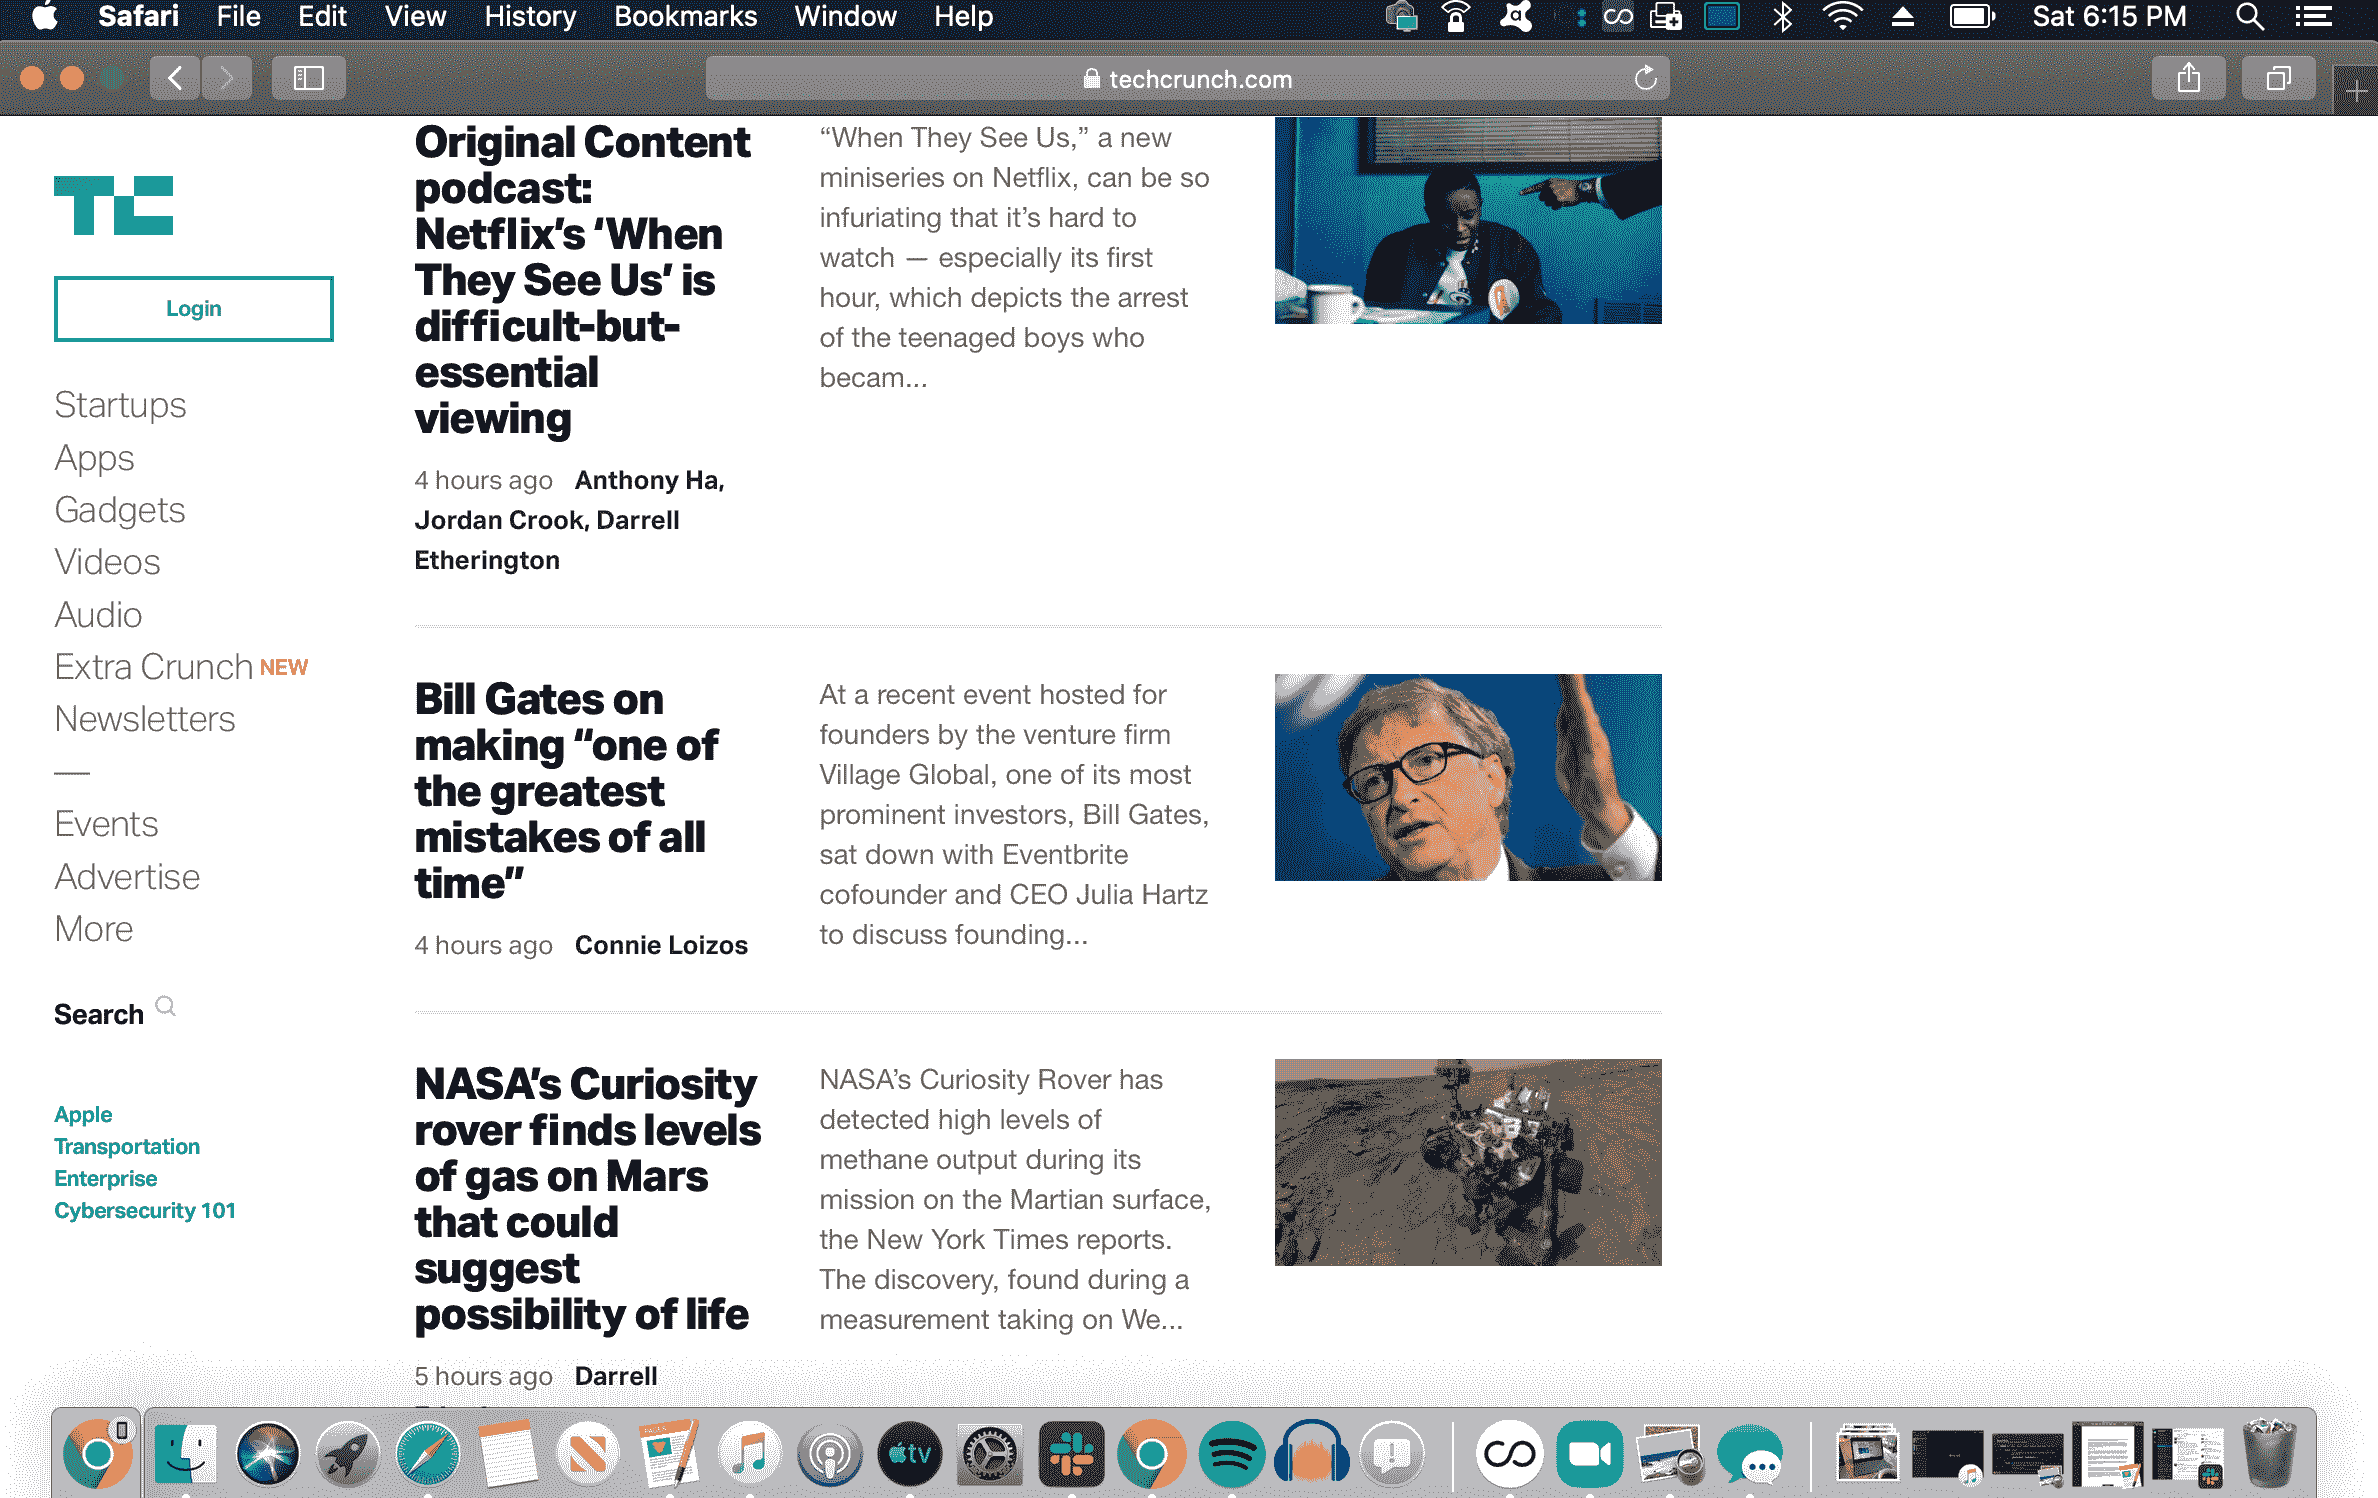 Safari File Edit View History Bookmarks Window Help Sat 6:15 PM
techcrunch.com
TC
Login
Startups
Apps
Gadgets
Videos
Audio
Extra Crunch NEW
Newsletters
—
Events
Advertise
More
Search
Apple
Transportation
Enterprise
Cybersecurity 101
Original Content
podcast:
Netflix’s ‘When
They See Us’ is
difficult-but-
essential
viewing
4 hours ago Anthony Ha,
Jordan Crook, Darrell
Etherington
“When They See Us,” a new
miniseries on Netflix, can be so
infuriating that it’s hard to
watch — especially its first
hour, which depicts the arrest
of the teenaged boys who
becam...
Bill Gates on
making “one of
the greatest
mistakes of all
time”
4 hours ago Connie Loizos
At a recent event hosted for
founders by the venture firm
Village Global, one of its most
prominent investors, Bill Gates,
sat down with Eventbrite
cofounder and CEO Julia Hartz
to discuss founding...
NASA’s Curiosity
rover finds levels
of gas on Mars
that could
suggest
possibility of life
5 hours ago Darrell
NASA’s Curiosity Rover has
detected high levels of
methane output during its
mission on the Martian surface,
the New York Times reports.
The discovery, found during a
measurement taking on We...
tv